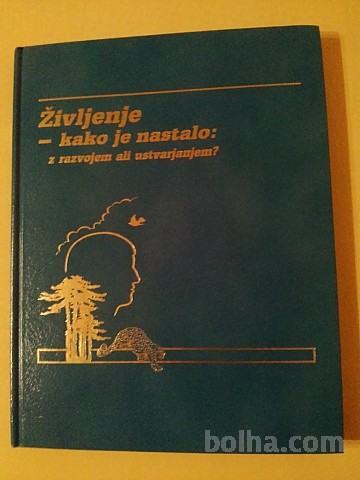 Življenje
– kako je nastalo:
z razvojem ali ustvarjanjem?
bolha.com